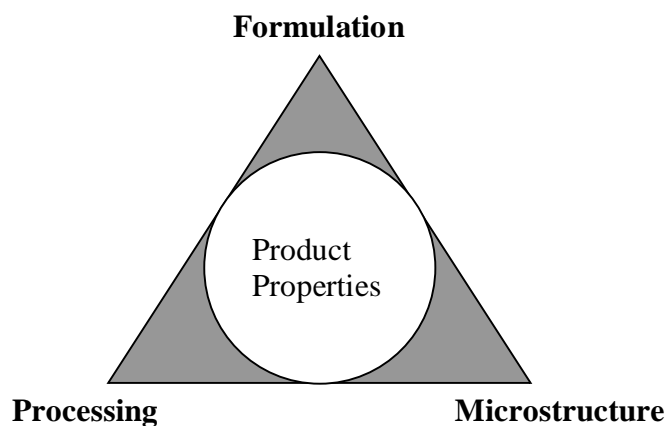 Formulation
Product
Properties
Processing
Microstructure